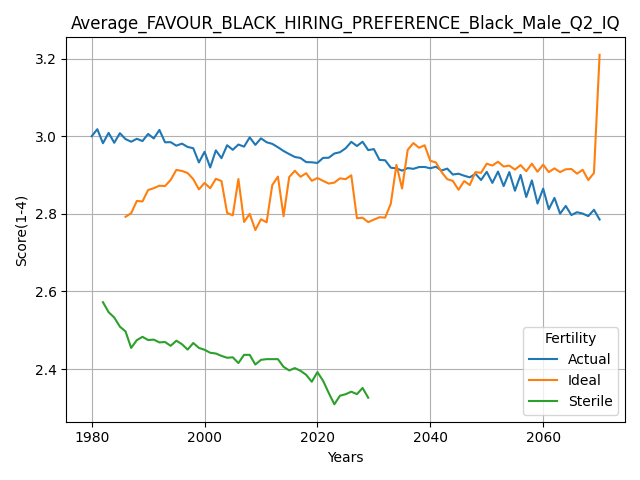 Average_FAVOUR_BLACK_HIRING_PREFERENCE_Black_Male_Q2_IQ
Score(1-4)
3.2
3.0
2.8
2.6
2.4
1980
2000
2020
2040
2060
Years
Fertility
Actual
Ideal
Sterile